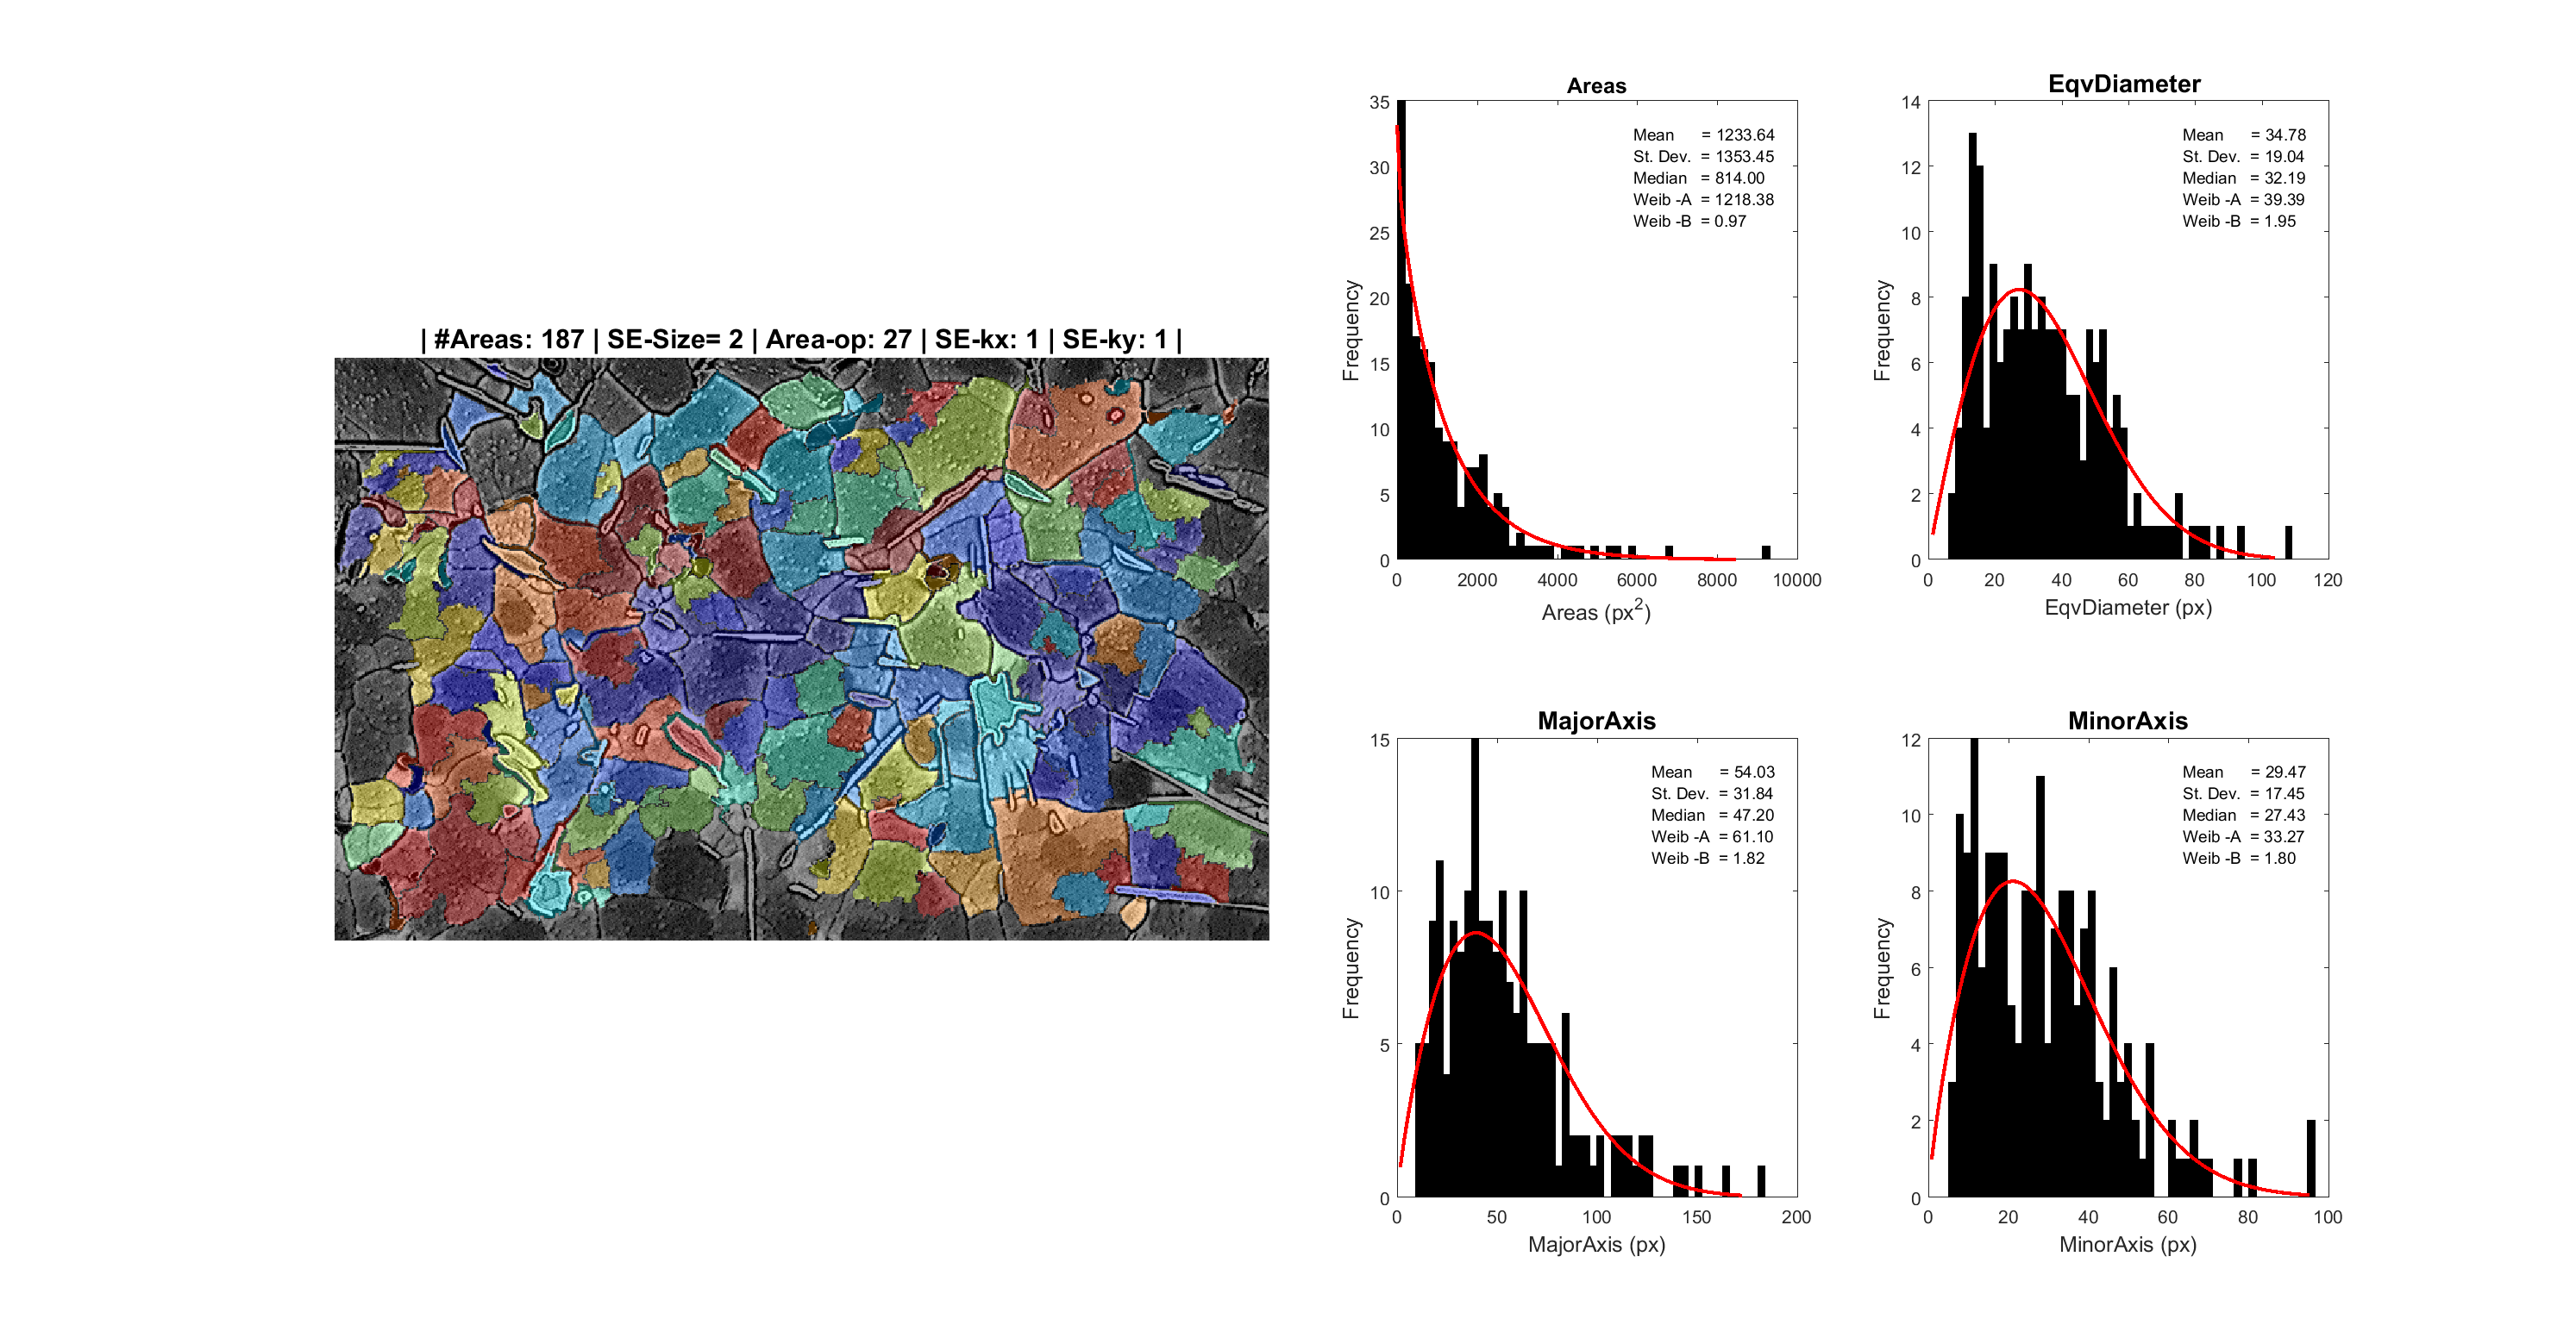 | #Areas: 187 | SE-Size= 2 | Area-op: 27 | SE-kx: 1 | SE-ky: 1 |
Areas
35
30
25
20
15
10
5
0
Frequency
Mean = 1233.64
St. Dev. = 1353.45
Median = 814.00
Weib -A = 1218.38
Weib -B = 0.97
0 2000 4000 6000 8000 10000
Areas (px²)
EqvDiameter
14
12
10
8
6
4
2
0
Frequency
Mean = 34.78
St. Dev. = 19.04
Median = 32.19
Weib -A = 39.39
Weib -B = 1.95
0 20 40 60 80 100 120
EqvDiameter (px)
MajorAxis
15
10
5
0
Frequency
Mean = 54.03
St. Dev. = 31.84
Median = 47.20
Weib -A = 61.10
Weib -B = 1.82
0 50 100 150 200
MajorAxis (px)
MinorAxis
12
10
8
6
4
2
0
Frequency
Mean = 29.47
St. Dev. = 17.45
Median = 27.43
Weib -A = 33.27
Weib -B = 1.80
0 20 40 60 80 100
MinorAxis (px)